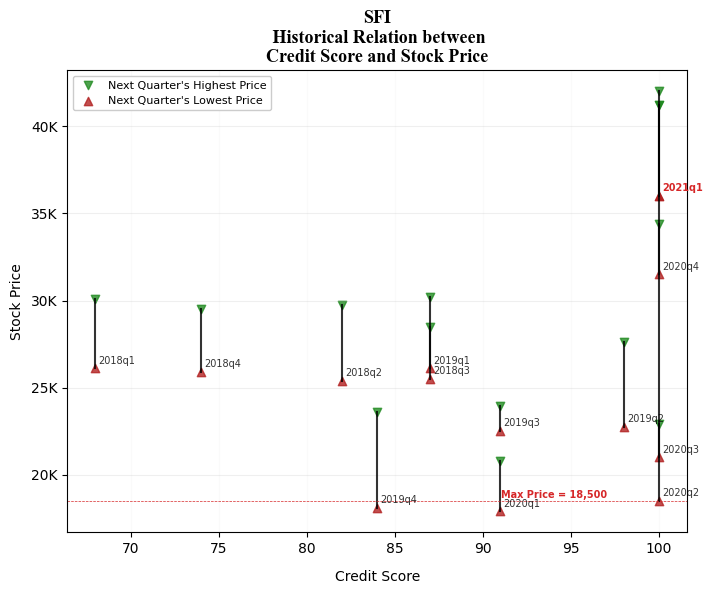 SFI
Historical Relation between
Credit Score and Stock Price
Next Quarter's Highest Price
Next Quarter's Lowest Price
40K
35K
30K
25K
20K
Stock Price
2021q1
2020q4
2018q1
2018q4
2018q2
2019q1
2018q3
2019q3
2019q2
2020q3
2019q4
Max Price = 18,500
2020q1
2020q2
70
75
80
85
90
95
100
Credit Score